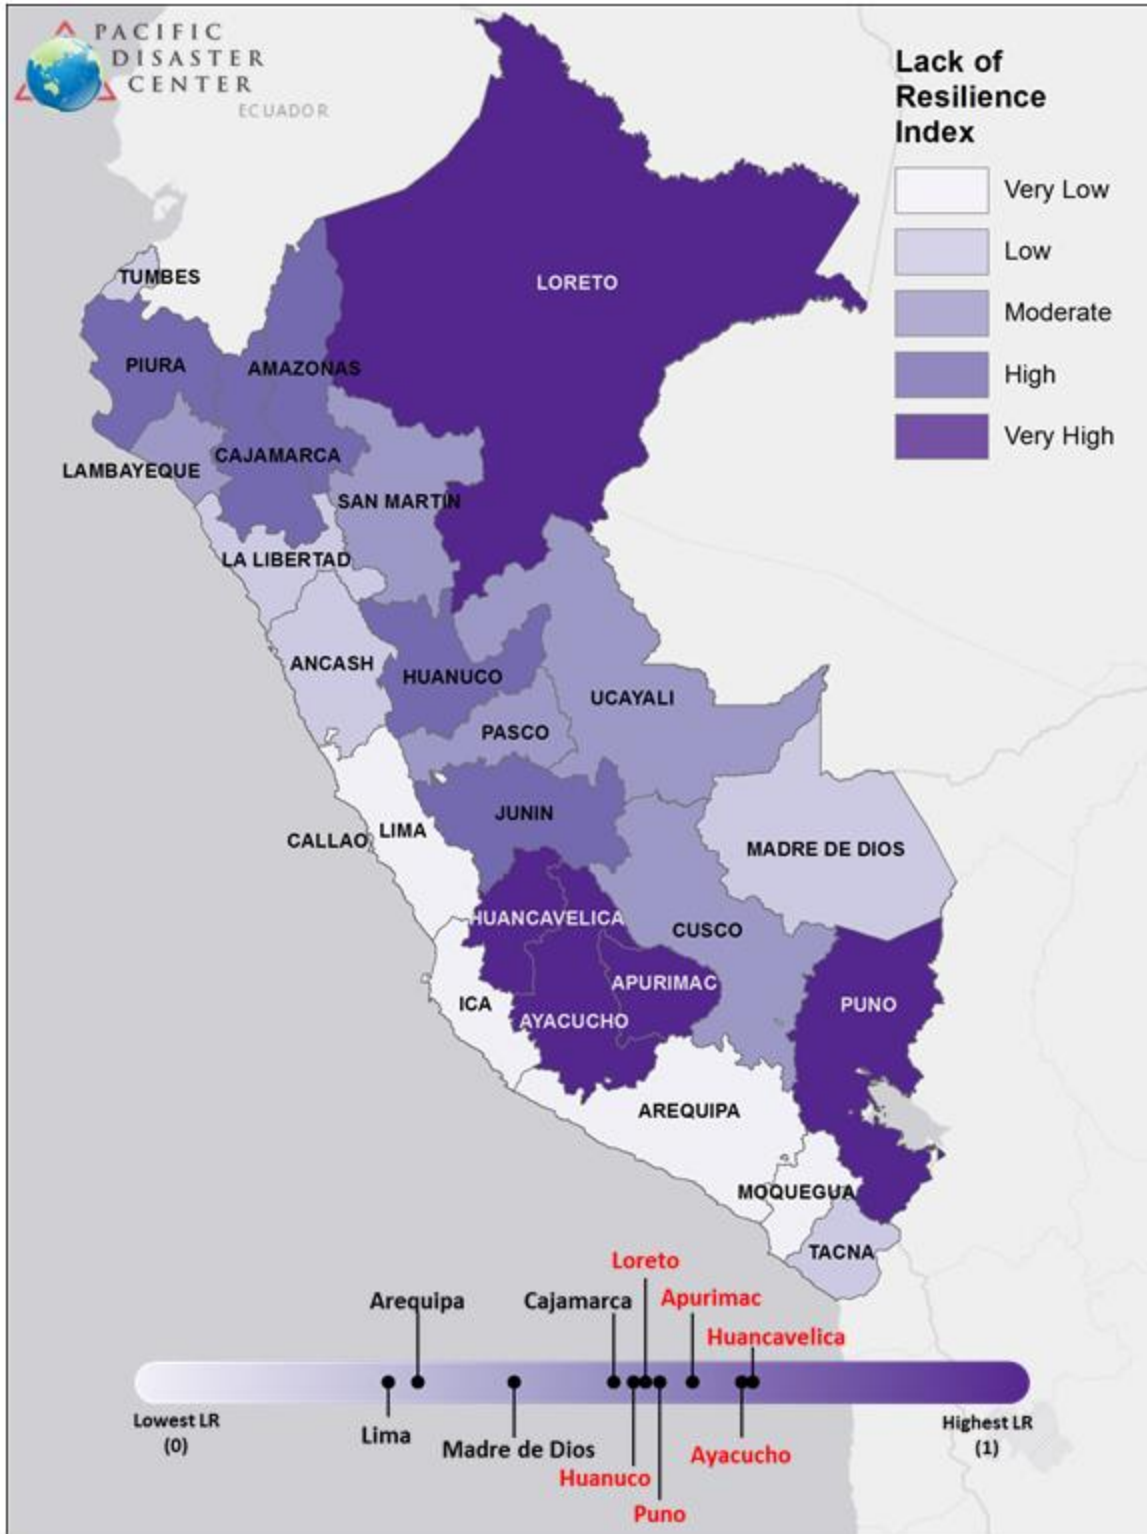 PACIFIC
DISASTER
CENTER
ECUADOR
Lack of
Resilience
Index
Very Low
Low
Moderate
High
Very High
TUMBES
LORETO
PIURA
AMAZONAS
LAMBAYEQUE
CAJAMARCA
SAN MARTIN
LA LIBERTAD
ANCASH
HUANUCO
UCAYALI
PASCO
JUNIN
CALLAO
LIMA
MADRE DE DIOS
HUANCAVELICA
CUSCO
APURIMAC
ICA
AYACUCHO
PUNO
AREQUIPA
MOQUEGUA
TACNA
Loreto
Arequipa
Cajamarca
Apurimac
Huancavelica
Lowest LR
(0)
Highest LR
(1)
Lima
Madre de Dios
Ayacucho
Huanuco
Puno